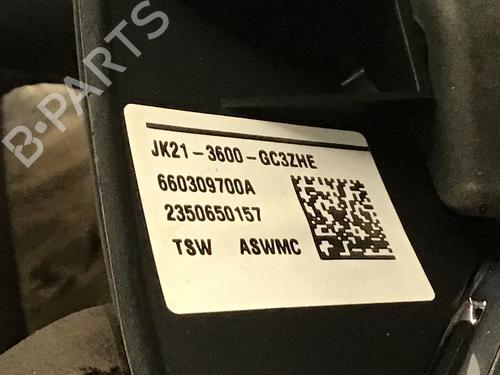 B-PARTS
JK21-3600-GC3ZHE
660309700A
2350650157
TSW ASWMC